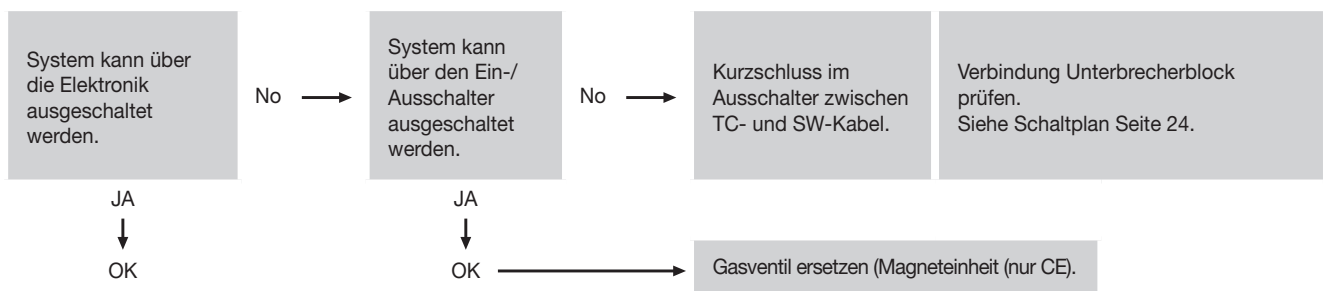 System kann über
die Elektronik
ausgeschaltet
werden.
No
System kann
über den Ein-/
Ausschalter
ausgeschaltet
werden.
No
Kurzschluss im
Ausschalter zwischen
TC- und SW-Kabel.
Verbindung Unterbrecherblock
prüfen.
Siehe Schaltplan Seite 24.
JA
JA
OK
OK
Gasventil ersetzen (Magneteinheit (nur CE).